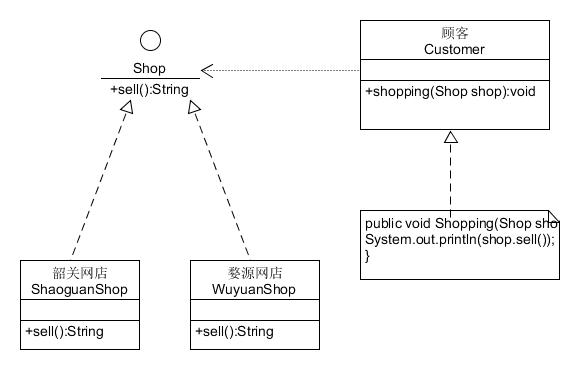 Shop
+sell():String
顾客
Customer
+shopping(Shop shop):void
public void Shopping(Shop sho
System.out.println(shop.sell());
}
韶关网店
ShaoguanShop
+sell():String
婺源网店
WuyuanShop
+sell():String